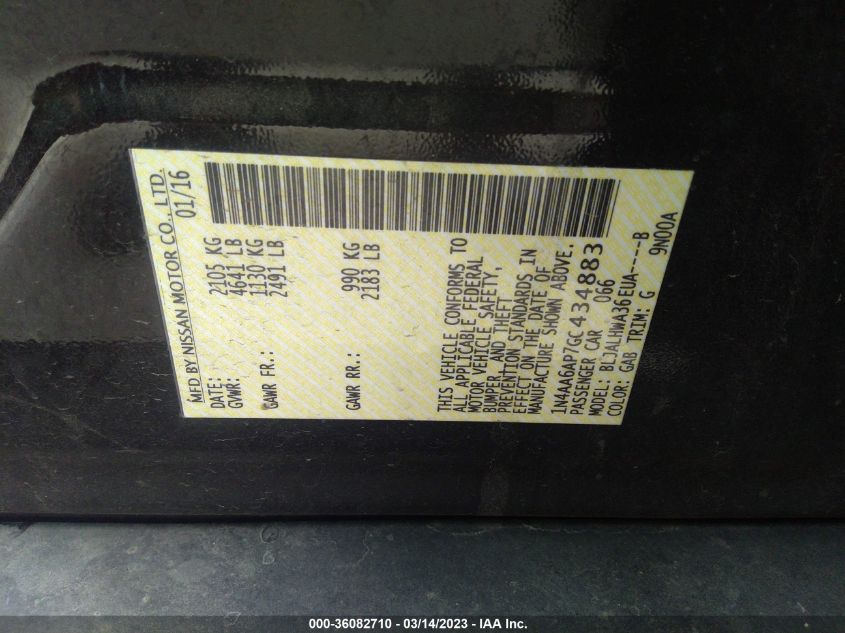 MFD BY NISSAN MOTOR CO., LTD.
DATE: 01/16
GVWR: 2105 KG
4641 LB
GAWR FR.: 1130 KG
2491 LB
GAWR RR.: 990 KG
2183 LB
THIS VEHICLE CONFORMS TO
ALL APPLICABLE FEDERAL
MOTOR VEHICLE SAFETY,
BUMPER, AND THEFT
PREVENTION STANDARDS IN
EFFECT ON THE DATE OF
MANUFACTURE SHOWN ABOVE.
1N4AA6AP7GC434883
PASSENGER CAR 066
MODEL: BLJALHWA36EUA----B
COLOR: GAB TRIM: G 9N00A
000-36082710 - 03/14/2023 - IAA Inc.